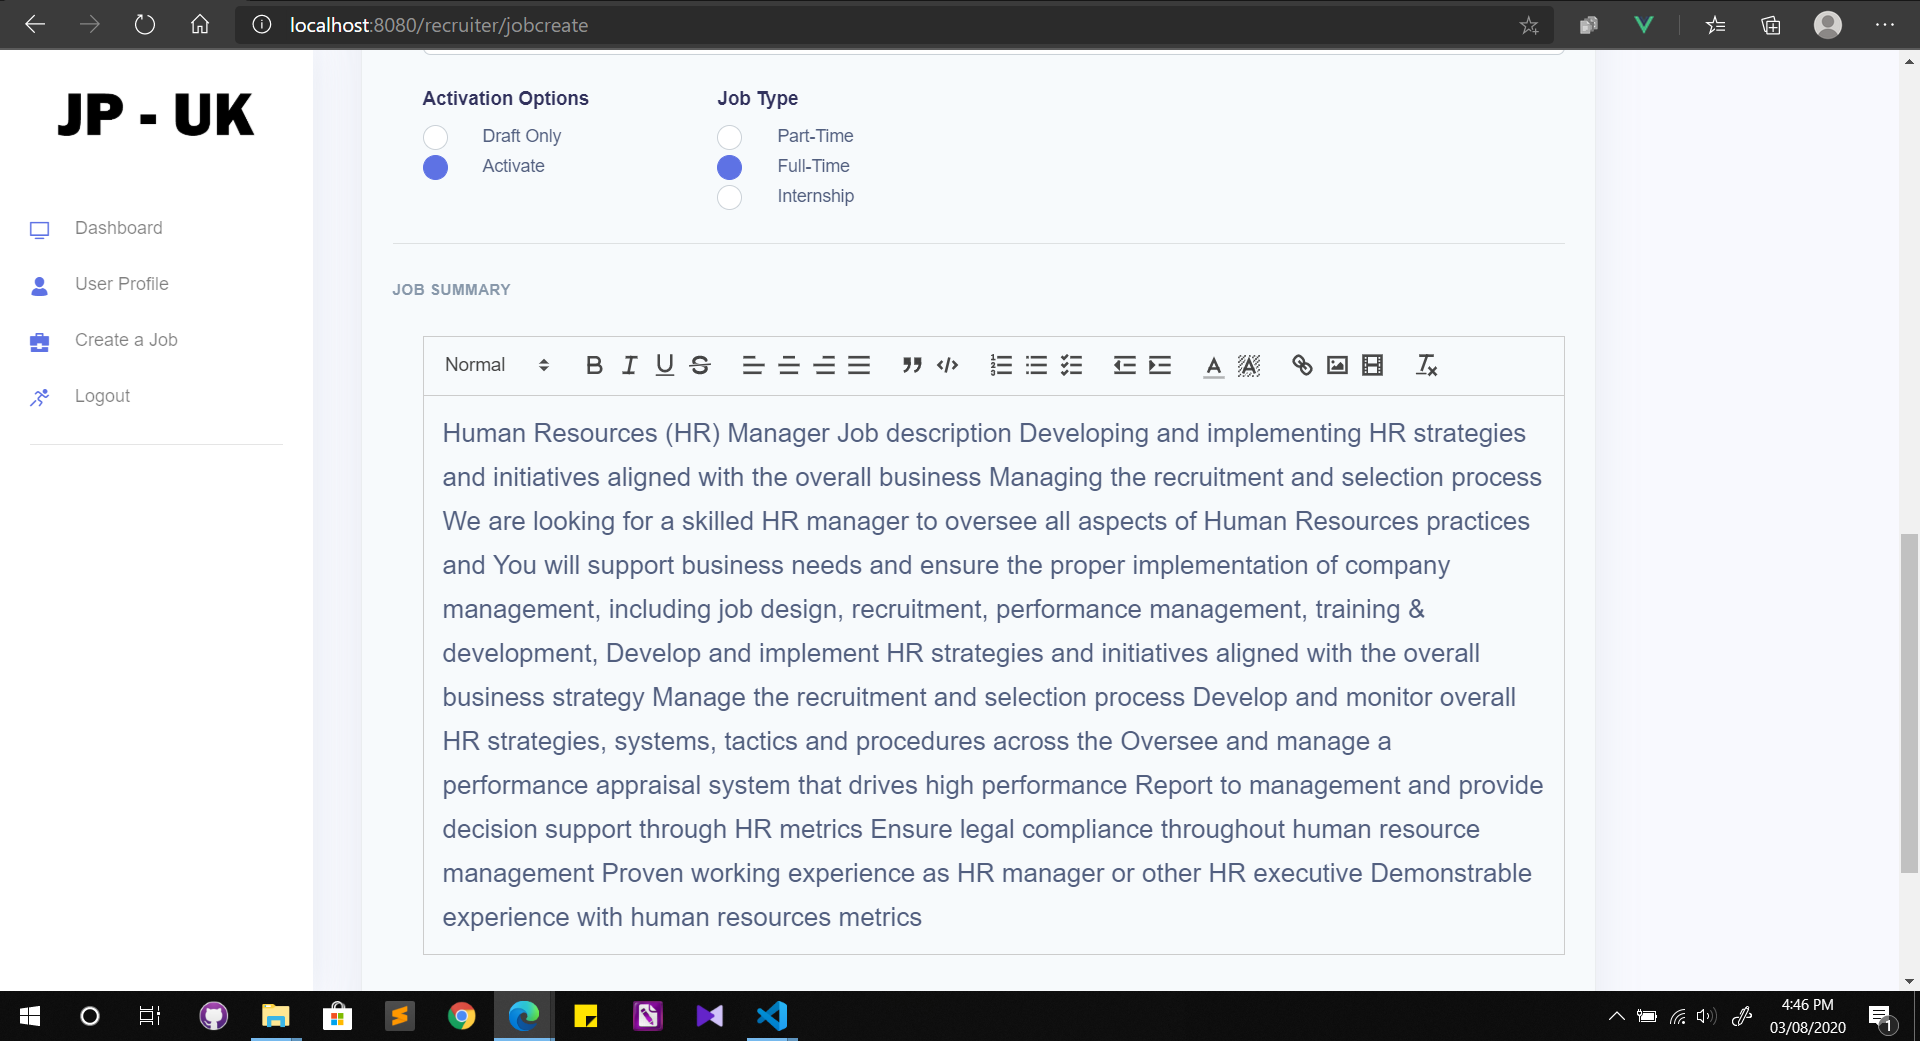 localhost:8080/recruiter/jobcreate
JP - UK
Dashboard
User Profile
Create a Job
Logout
Activation Options
Draft Only
Activate
Job Type
Part-Time
Full-Time
Internship
JOB SUMMARY
Normal
Human Resources (HR) Manager Job description Developing and implementing HR strategies
and initiatives aligned with the overall business Managing the recruitment and selection process
We are looking for a skilled HR manager to oversee all aspects of Human Resources practices
and You will support business needs and ensure the proper implementation of company
management, including job design, recruitment, performance management, training &
development, Develop and implement HR strategies and initiatives aligned with the overall
business strategy Manage the recruitment and selection process Develop and monitor overall
HR strategies, systems, tactics and procedures across the Oversee and manage a
performance appraisal system that drives high performance Report to management and provide
decision support through HR metrics Ensure legal compliance throughout human resource
management Proven working experience as HR manager or other HR executive Demonstrable
experience with human resources metrics
4:46 PM
03/08/2020
1